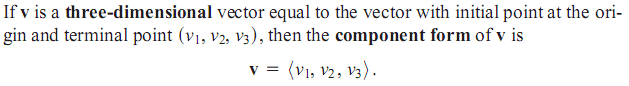 If v is a three-dimensional vector equal to the vector with initial point at the ori-
gin and terminal point (v₁, v₂, v₃), then the component form of v is
v = ⟨v₁, v₂, v₃⟩.